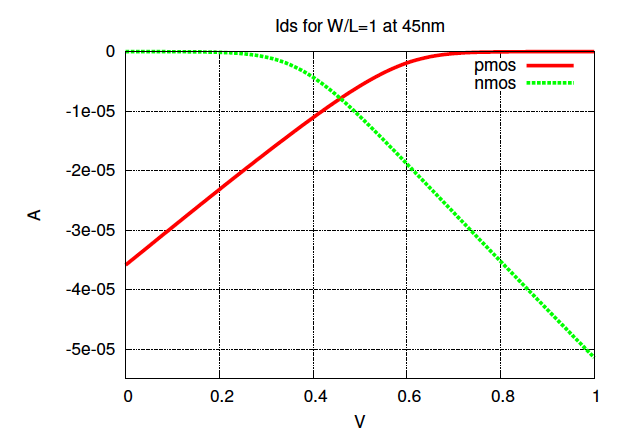 Ids for W/L=1 at 45nm
pmos
nmos
0
-1e-05
-2e-05
-3e-05
-4e-05
-5e-05
A
0 0.2 0.4 0.6 0.8 1
V